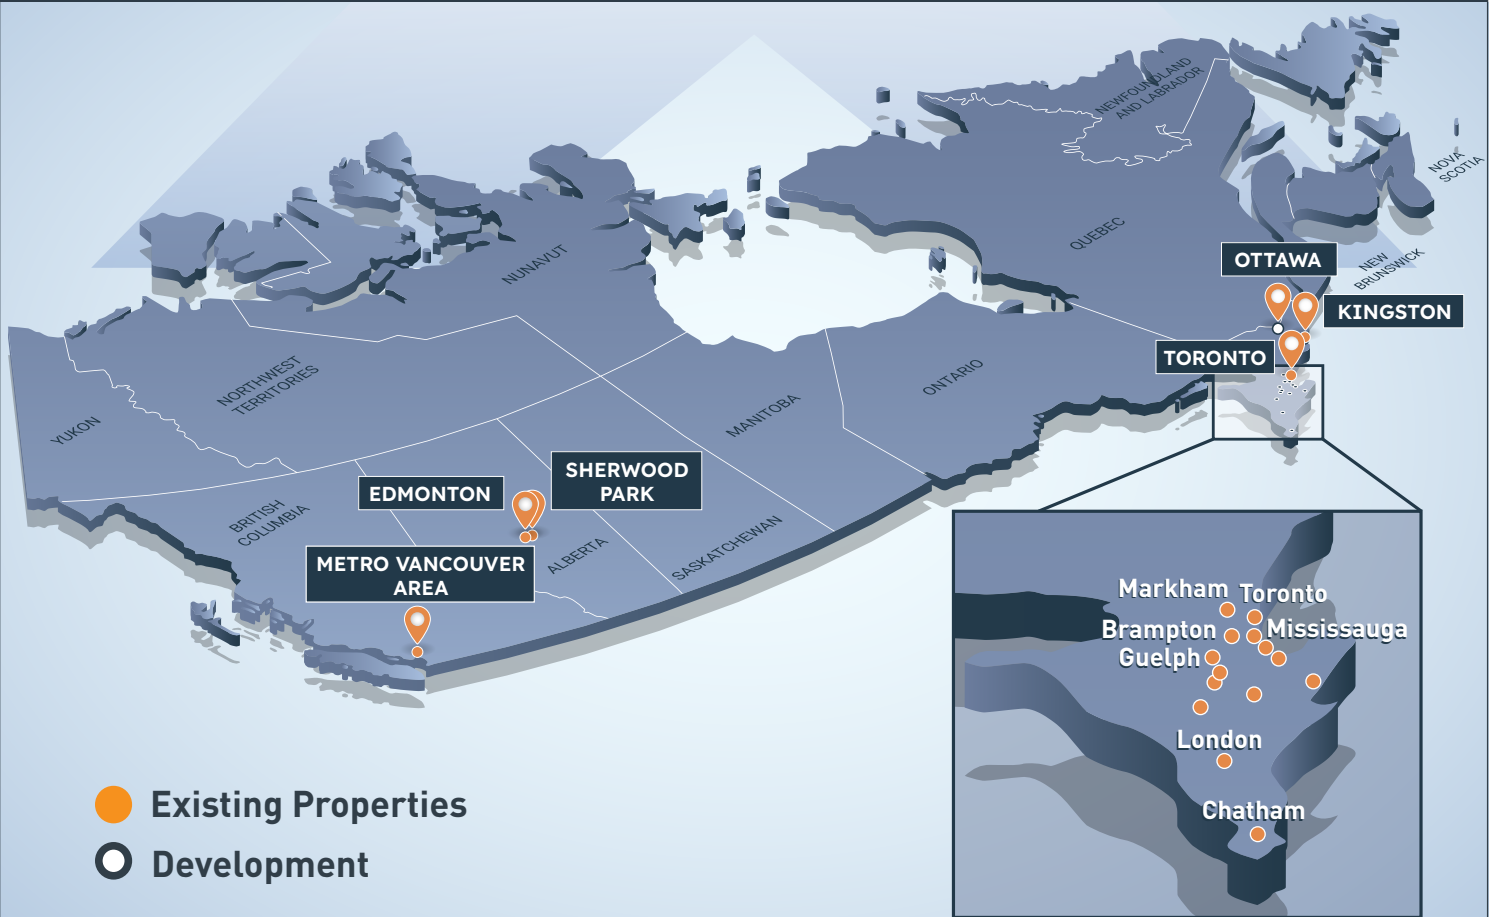 NEWFOUNDLAND
AND LABRADOR
NOVA
SCOTIA
QUEBEC
NUNAVUT
OTTAWA
NEW
BRUNSWICK
KINGSTON
TORONTO
NORTHWEST
TERRITORIES
ONTARIO
YUKON
MANITOBA
SHERWOOD
PARK
EDMONTON
BRITISH
COLUMBIA
ALBERTA
SASKATCHEWAN
METRO VANCOUVER
AREA
Markham
Toronto
Brampton
Mississauga
Guelph
London
Chatham
Existing Properties
Development